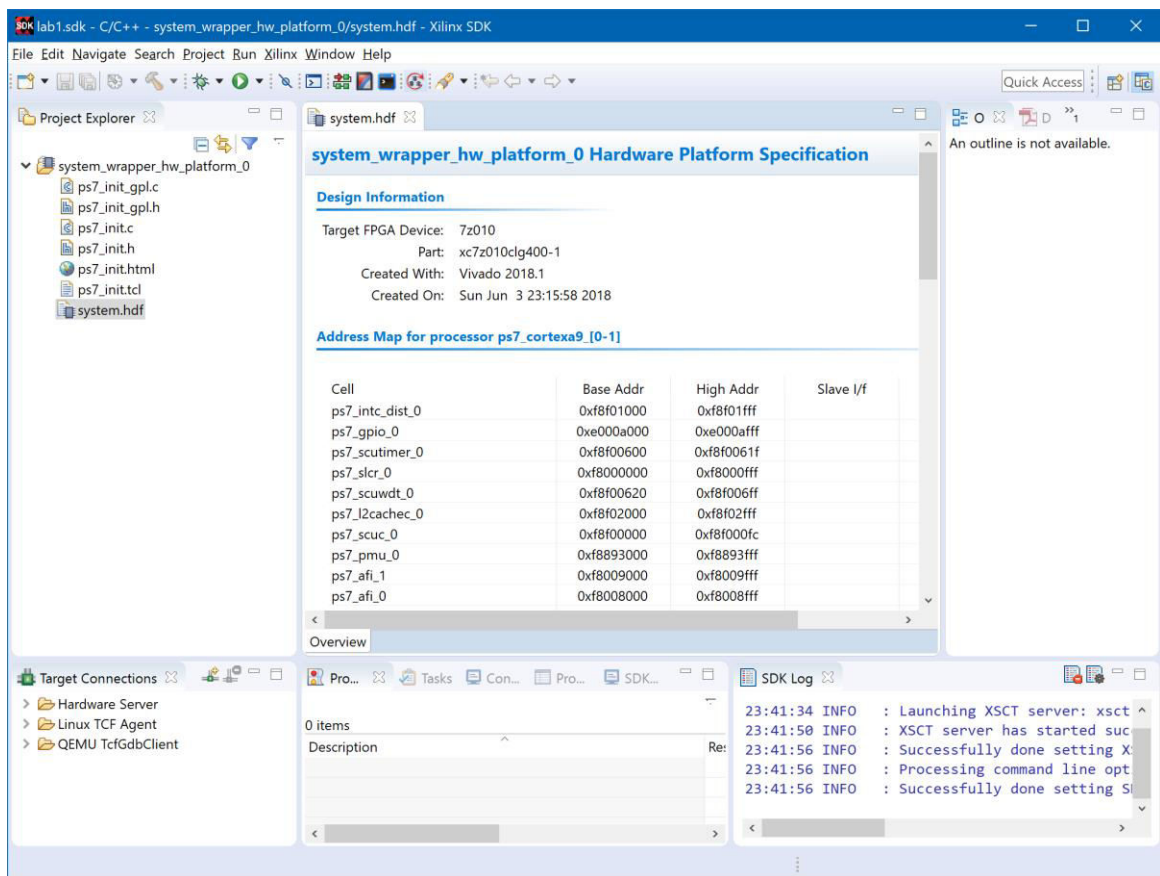 lab1.sdk - C/C++ - system_wrapper_hw_platform_0/system.hdf - Xilinx SDK
File Edit Navigate Search Project Run Xilinx Window Help
Quick Access
Project Explorer
system_wrapper_hw_platform_0
ps7_init_gpl.c
ps7_init_gpl.h
ps7_init.c
ps7_init.h
ps7_init.html
ps7_init.tcl
system.hdf
system.hdf
system_wrapper_hw_platform_0 Hardware Platform Specification
Design Information
Target FPGA Device: 7z010
Part: xc7z010clg400-1
Created With: Vivado 2018.1
Created On: Sun Jun 3 23:15:58 2018
Address Map for processor ps7_cortexa9_[0-1]
Cell Base Addr High Addr Slave I/f
ps7_intc_dist_0 0xf8f01000 0xf8f01fff
ps7_gpio_0 0xe000a000 0xe000afff
ps7_scutimer_0 0xf8f00600 0xf8f0061f
ps7_slcr_0 0xf8000000 0xf8000fff
ps7_scuwdt_0 0xf8f00620 0xf8f006ff
ps7_l2cachec_0 0xf8f02000 0xf8f02fff
ps7_scuc_0 0xf8f00000 0xf8f000fc
ps7_pmu_0 0xf8893000 0xf8893fff
ps7_afi_1 0xf8009000 0xf8009fff
ps7_afi_0 0xf8008000 0xf8008fff
Overview
O D »1
An outline is not available.
Target Connections
Hardware Server
Linux TCF Agent
QEMU TcfGdbClient
Pro... Tasks Con... Pro... SDK...
0 items
Description Re
SDK Log
23:41:34 INFO : Launching XSCT server: xsct
23:41:50 INFO : XSCT server has started suc
23:41:56 INFO : Successfully done setting X
23:41:56 INFO : Processing command line opt
23:41:56 INFO : Successfully done setting S